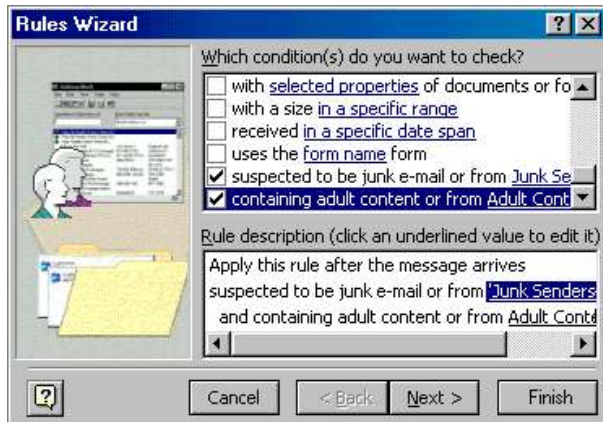 Rules Wizard
Which condition(s) do you want to check?
with selected properties of documents or fo
with a size in a specific range
received in a specific date span
uses the form name form
suspected to be junk e-mail or from Junk Se
containing adult content or from Adult Cont
Rule description (click an underlined value to edit it)
Apply this rule after the message arrives
suspected to be junk e-mail or from 'Junk Senders
and containing adult content or from Adult Conte
Cancel
< Back
Next >
Finish